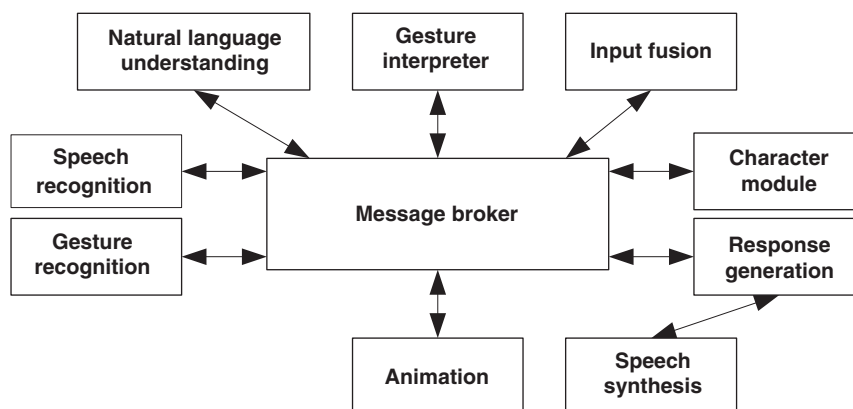 Natural language
understanding
Gesture
interpreter
Input fusion
Speech
recognition
Character
module
Message broker
Gesture
recognition
Response
generation
Animation
Speech
synthesis